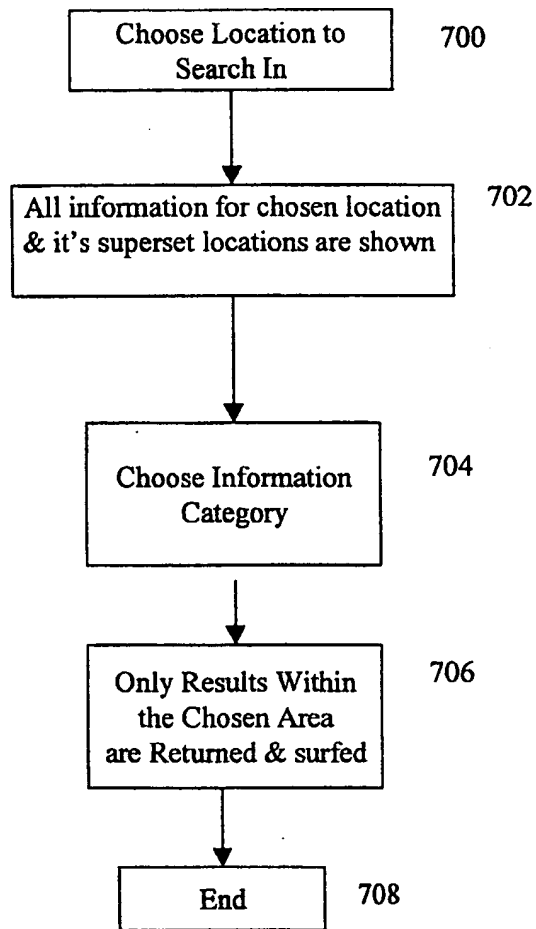 Choose Location to
Search In
700
All information for chosen location
& it's superset locations are shown
702
Choose Information
Category
704
Only Results Within
the Chosen Area
are Returned & surfed
706
End
708